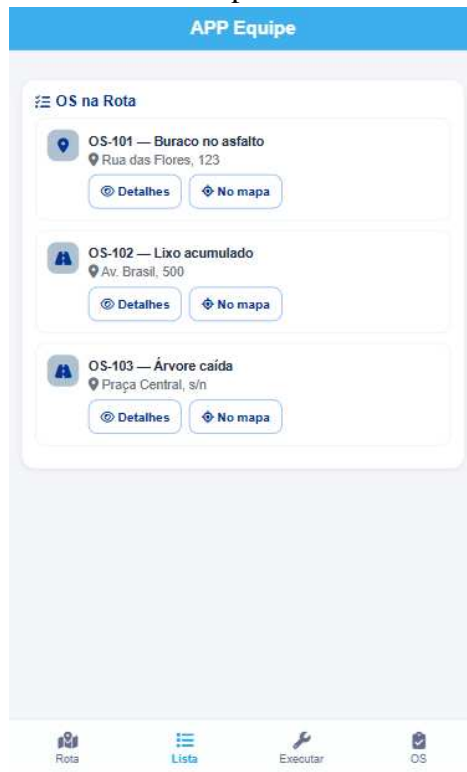 APP Equipe
OS na Rota
OS-101 — Buraco no asfalto
Rua das Flores, 123
Detalhes No mapa
OS-102 — Lixo acumulado
Av. Brasil, 500
Detalhes No mapa
OS-103 — Árvore caída
Praça Central, s/n
Detalhes No mapa
Rota Lista Executar OS